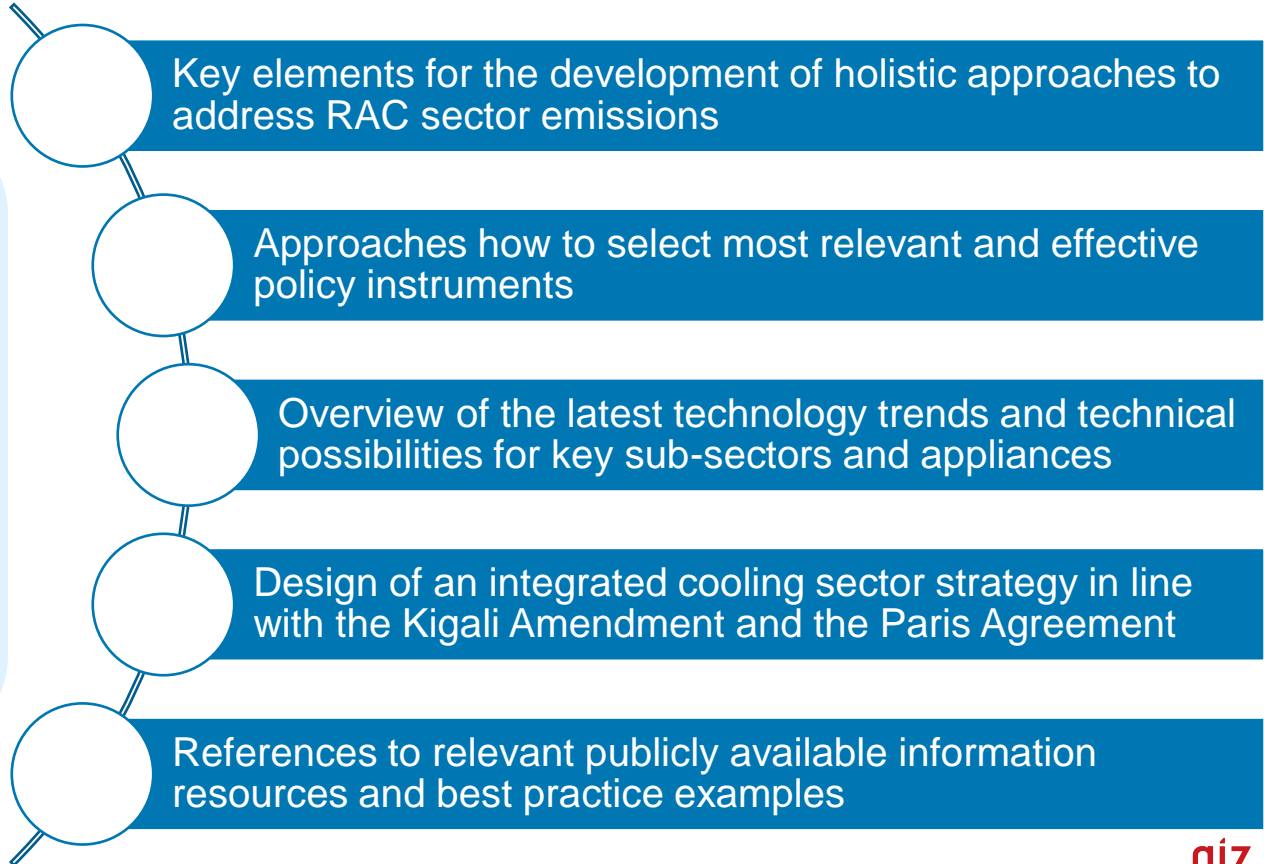 Key elements for the development of holistic approaches to
address RAC sector emissions
Approaches how to select most relevant and effective
policy instruments
Overview of the latest technology trends and technical
possibilities for key sub-sectors and appliances
Design of an integrated cooling sector strategy in line
with the Kigali Amendment and the Paris Agreement
References to relevant publicly available information
resources and best practice examples
giz